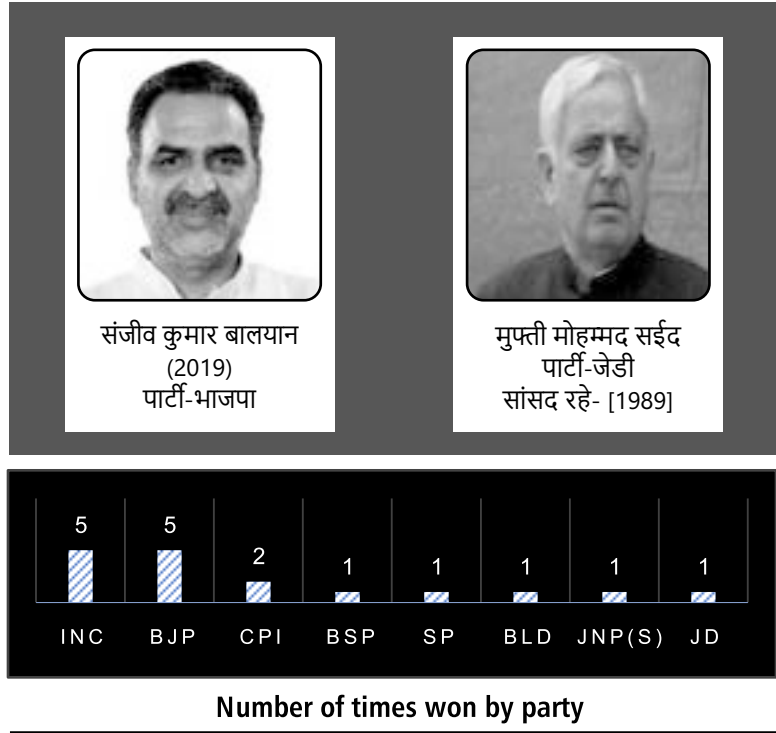 संजीव कुमार बालयान
(2019)
पार्टी-भाजपा
मुफ्ती मोहम्मद सईद
पार्टी-जेडी
सांसद रहे- [1989]
5 5 2 1 1 1 1 1
INC BJP CPI BSP SP BLD JNP(S) JD
Number of times won by party